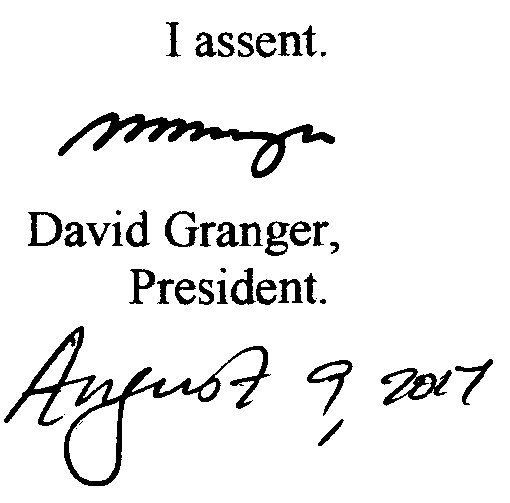 I assent.
David Granger,
President.
August 9, 2017